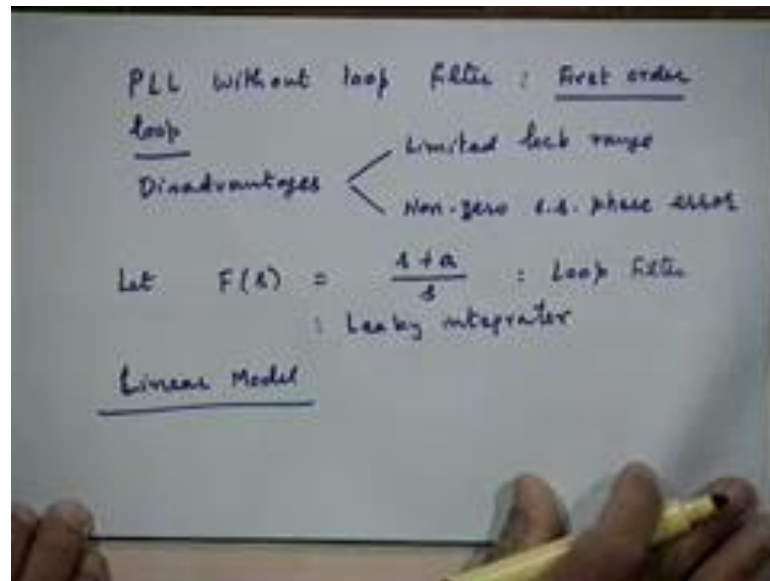 PLL without loop filter : First order
loop
Disadvantages
Limited lock range
Non-zero s.s. phase error
Let F(s) = s+a / s : Loop filter
: Leaky integrator
Linear Model